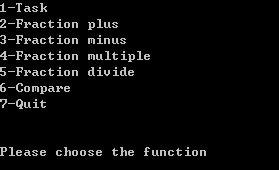 1-Task
2-Fraction plus
3-Fraction minus
4-Fraction multiple
5-Fraction divide
6-Compare
7-Quit
Please choose the function